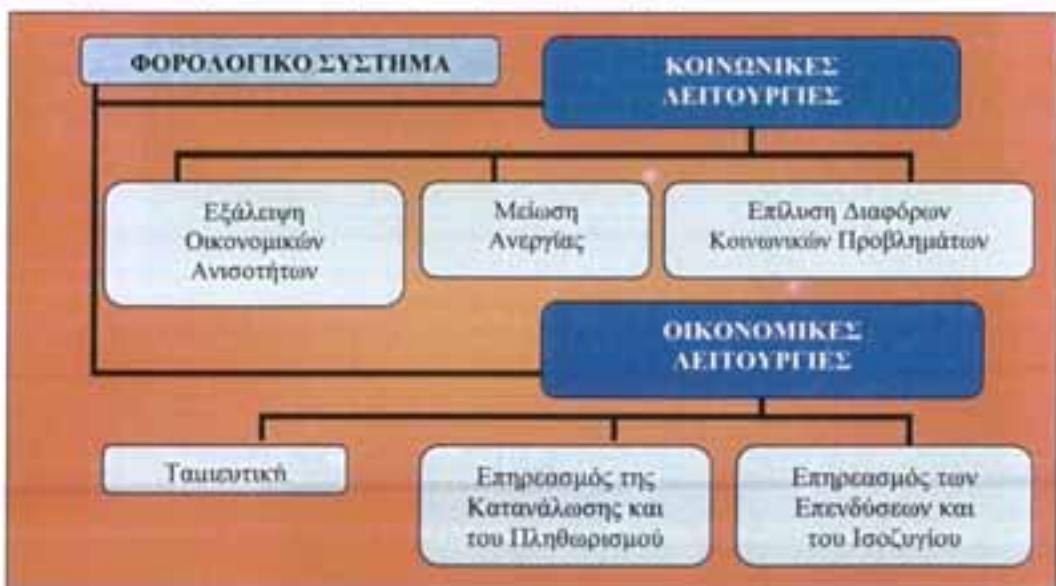 ΦΟΡΟΛΟΓΙΚΟ ΣΥΣΤΗΜΑ
ΚΟΙΝΩΝΙΚΕΣ
ΛΕΙΤΟΥΡΓΙΕΣ
Εξάλειψη
Οικονομικών
Ανισοτήτων
Μείωση
Ανεργίας
Επίλυση Διαφόρων
Κοινωνικών Προβλημάτων
ΟΙΚΟΝΟΜΙΚΕΣ
ΛΕΙΤΟΥΡΓΙΕΣ
Ταμιευτική
Επηρεασμός της
Κατανάλωσης και
του Πληθωρισμού
Επηρεασμός των
Επενδύσεων και
του Ισοζυγίου